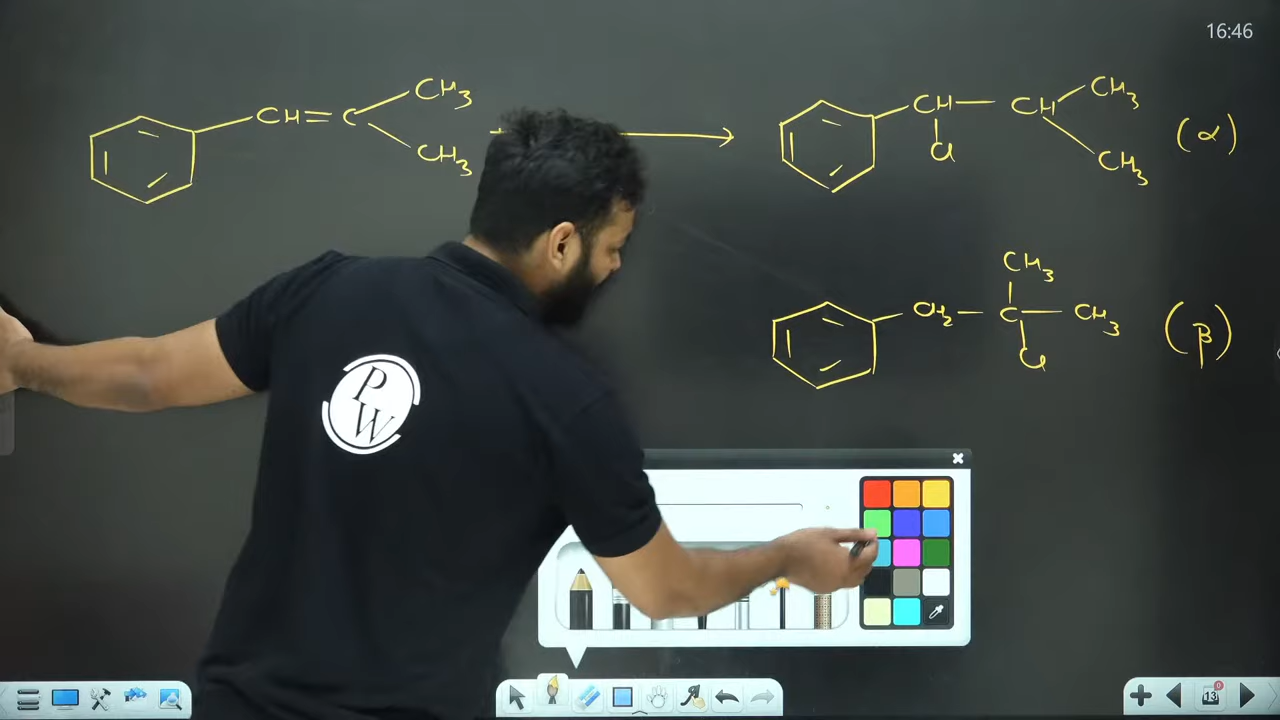 16:46
CH=C
CH3
CH3
CH—CH
CH3
CH3
Cl
(α)
CH3
CH2—C—CH3
Cl
(β)
PW
13